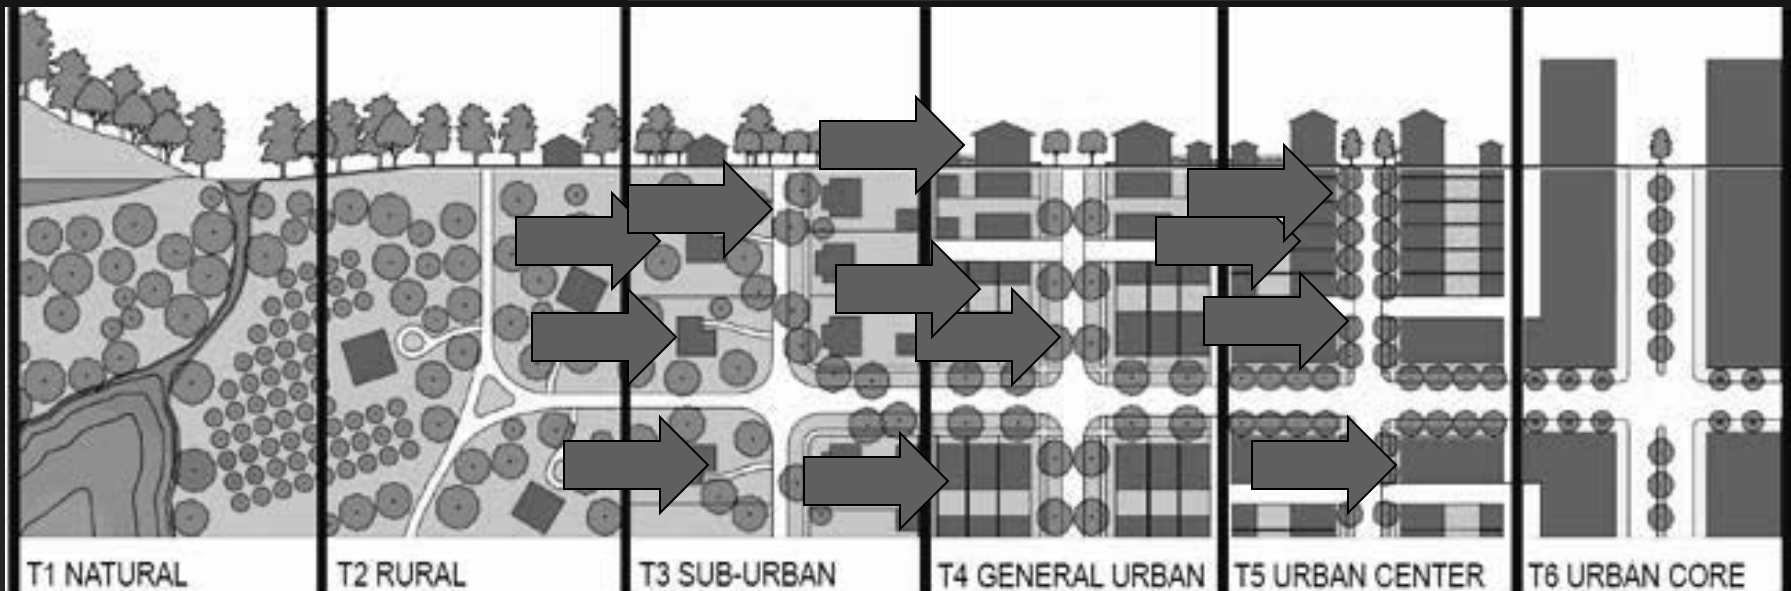 T1 NATURAL
T2 RURAL
T3 SUB-URBAN
T4 GENERAL URBAN
T5 URBAN CENTER
T6 URBAN CORE